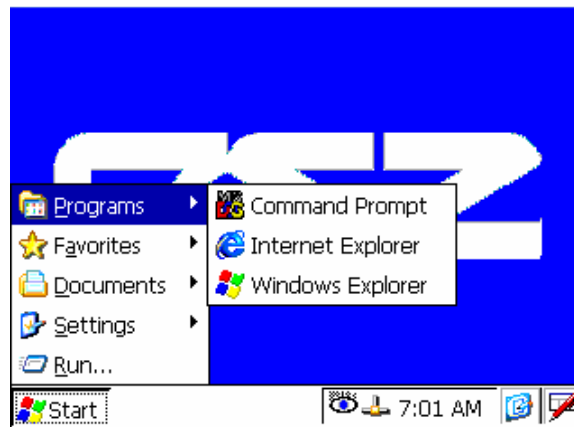 Programs
Command Prompt
Favorites
Internet Explorer
Documents
Windows Explorer
Settings
Run...
Start
7:01 AM